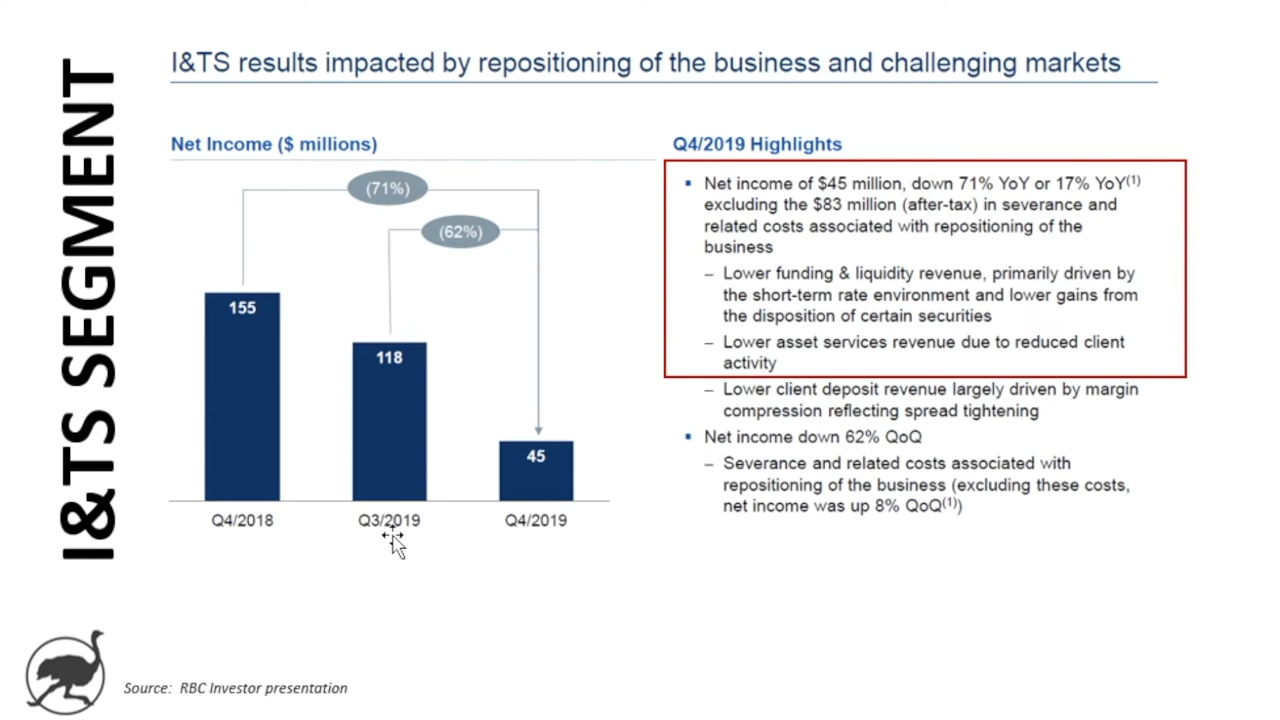 I&TS SEGMENT
I&TS results impacted by repositioning of the business and challenging markets
Net Income ($ millions)
(71%)
(62%)
155
118
45
Q4/2018
Q3/2019
Q4/2019
Q4/2019 Highlights
▪ Net income of $45 million, down 71% YoY or 17% YoY(1)
excluding the $83 million (after-tax) in severance and
related costs associated with repositioning of the
business
– Lower funding & liquidity revenue, primarily driven by
the short-term rate environment and lower gains from
the disposition of certain securities
– Lower asset services revenue due to reduced client
activity
– Lower client deposit revenue largely driven by margin
compression reflecting spread tightening
▪ Net income down 62% QoQ
– Severance and related costs associated with
repositioning of the business (excluding these costs,
net income was up 8% QoQ(1))
Source: RBC Investor presentation